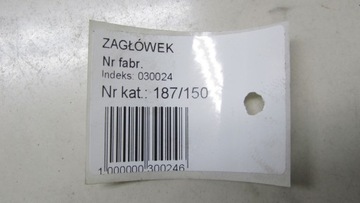 ZAGŁÓWEK
Nr fabr.
Indeks: 030024
Nr kat.: 187/150
1 000000 300246